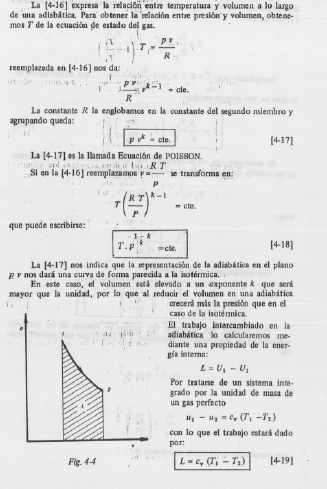 La [4-16] expresa la relación entre temperatura y volumen a lo largo
de una adiabática. Para obtener la relación entre presión y volumen, obtene-
mos T de la ecuación de estado del gas.
T = p v / R
reemplazada en [4-16] nos da:
p v / R v^k-1 = cte.
La constante R la englobamos en la constante del segundo miembro y
agrupando queda:
p v^k = cte. [4-17]
La [4-17] es la llamada Ecuación de POISSON.
Si en la [4-16] reemplazamos v = R T / p se transforma en:
T (R T / P)^k-1 = cte.
que puede escribirse:
T . p^(1-k / k) = cte. [4-18]
La [4-17] nos indica que la representación de la adiabática en el plano
p v nos dará una curva de forma parecida a la isotérmica.
En este caso, el volumen está elevado a un exponente k que será
mayor que la unidad, por lo que al reducir el volumen en una adiabática
crecerá más la presión que en el
caso de la isotérmica.
El trabajo intercambiado en la
adiabática lo calcularemos me-
diante una propiedad de la ener-
gía interna:
L = U1 - U2
Por tratarse de un sistema inte-
grado por la unidad de masa de
un gas perfecto
u1 - u2 = cv (T1 - T2)
con lo que el trabajo estará dado
por:
L = cv (T1 - T2) [4-19]
p
1
2
L
v
Fig. 4-4